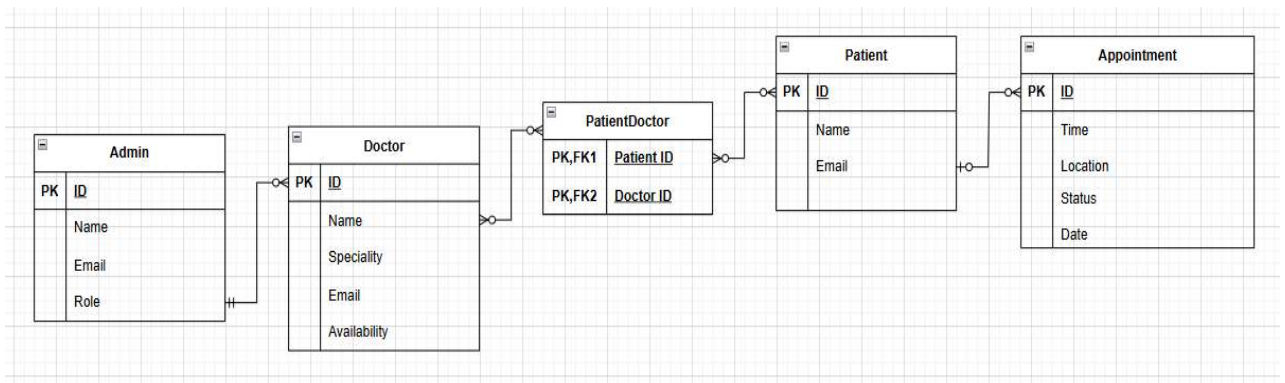 Admin
PK ID
Name
Email
Role
Doctor
PK ID
Name
Speciality
Email
Availability
PatientDoctor
PK,FK1 Patient ID
PK,FK2 Doctor ID
Patient
PK ID
Name
Email
Appointment
PK ID
Time
Location
Status
Date